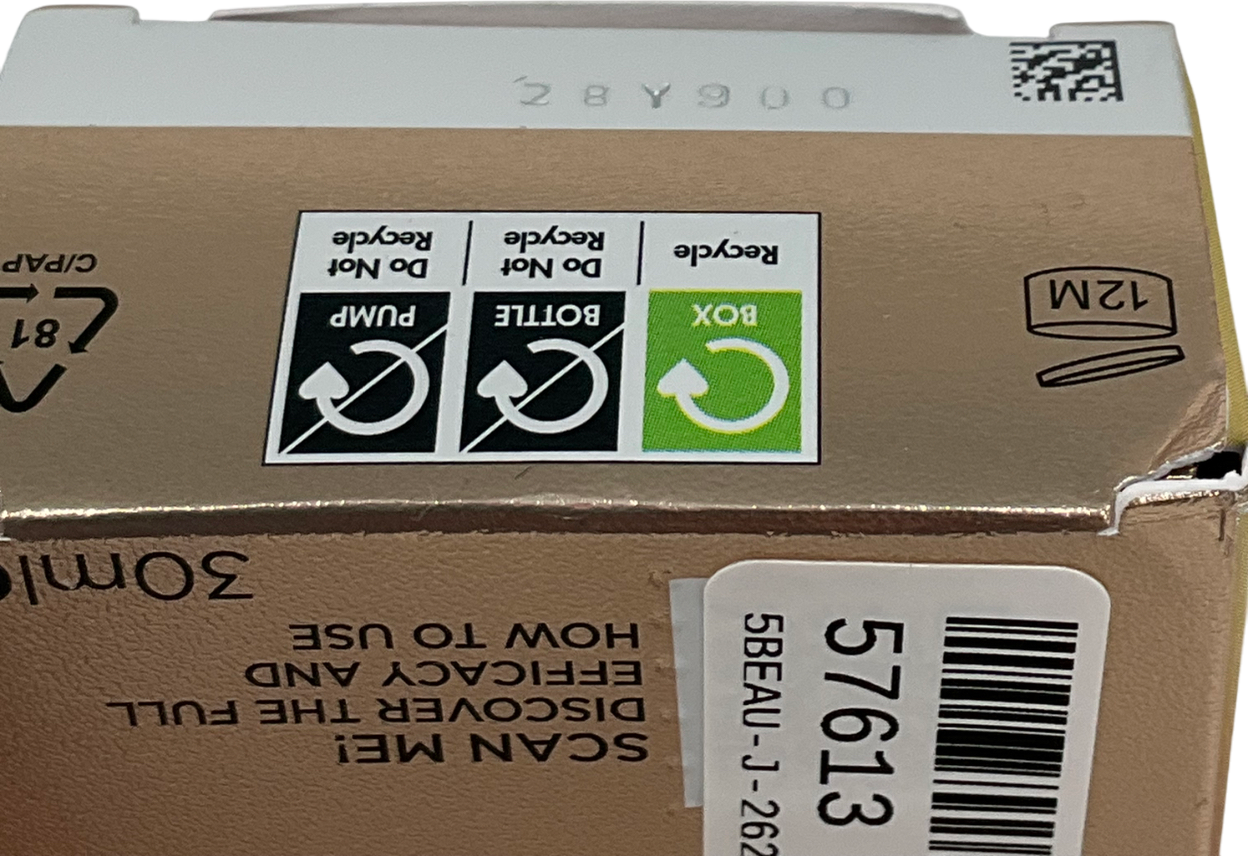 28Y900
SCAN ME!
DISCOVER THE FULL
EFFICACY AND
HOW TO USE
30ml
57613
5BEAU-J-262
12M
BOX
Recycle
BOTTLE
Do Not
Recycle
PUMP
Do Not
Recycle
81
C/PAP